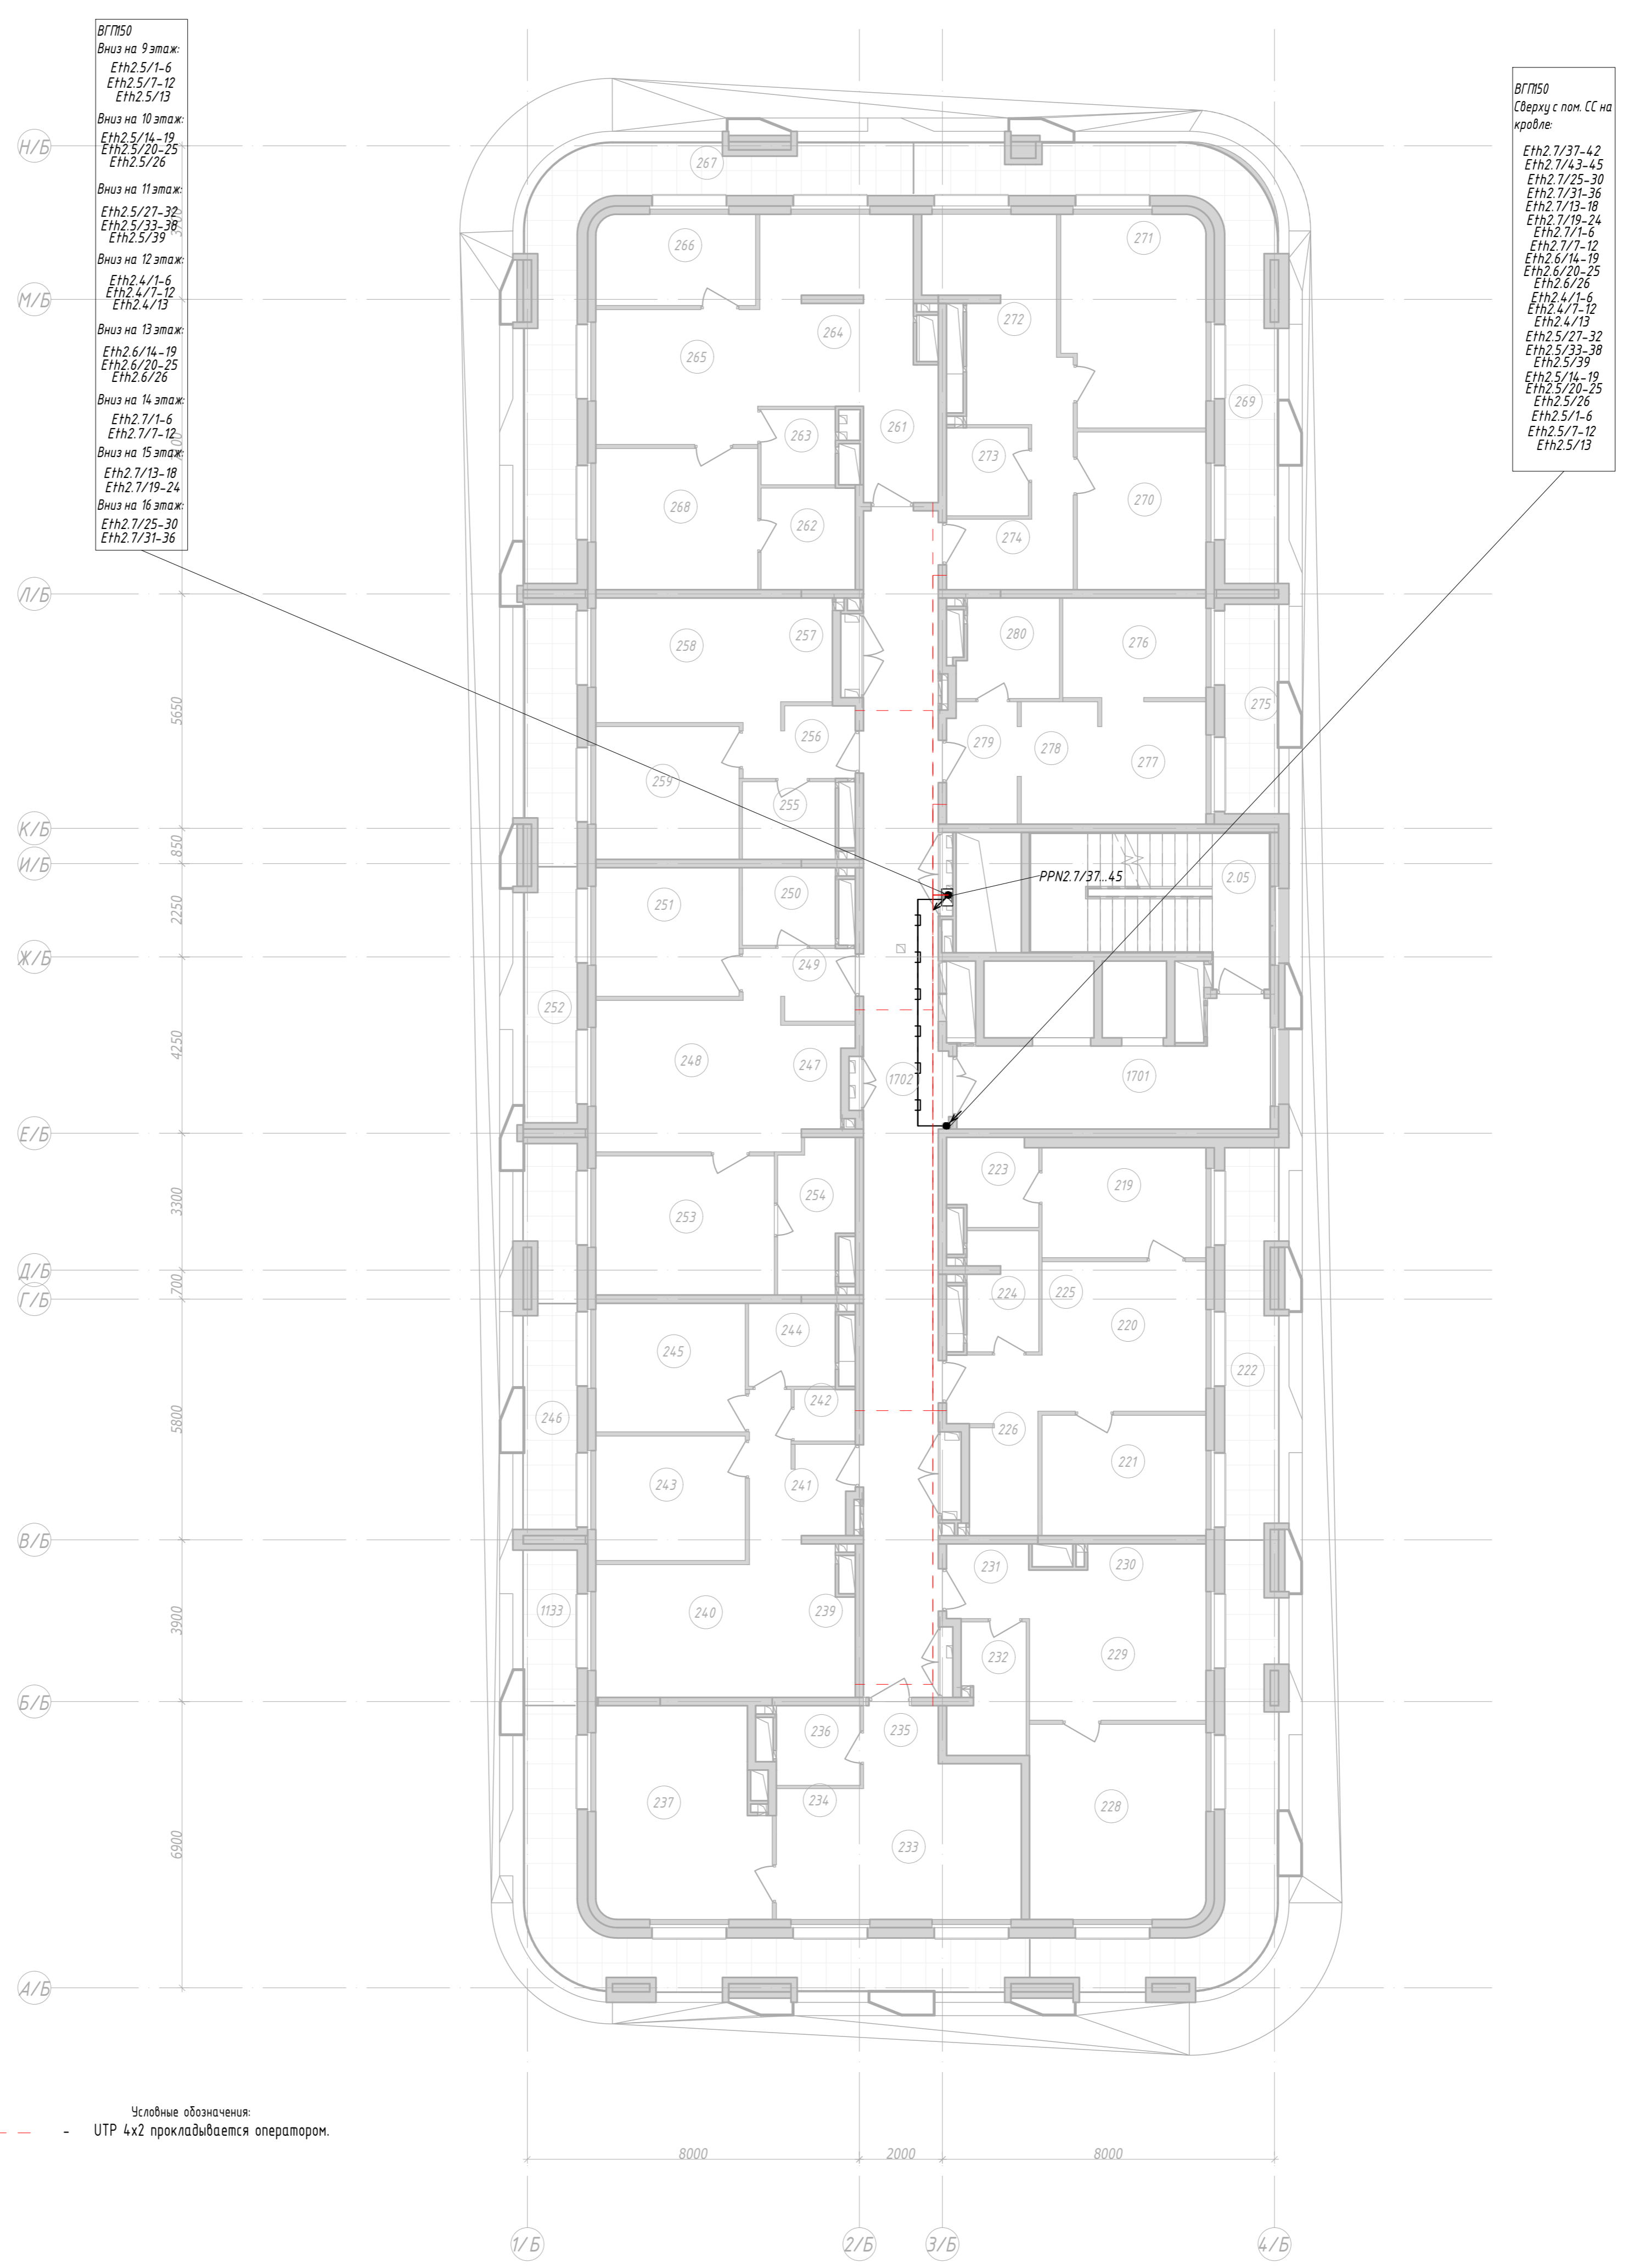 ВГП150
Вниз на 9 этаж:
Eth2.5/1-6
Eth2.5/7-12
Eth2.5/13
Вниз на 10 этаж:
Eth2.5/14-19
Eth2.5/20-25
Eth2.5/26
Вниз на 11 этаж:
Eth2.5/27-32
Eth2.5/33-38
Eth2.5/39
Вниз на 12 этаж:
Eth2.4/1-6
Eth2.4/7-12
Eth2.4/13
Вниз на 13 этаж:
Eth2.6/14-19
Eth2.6/20-25
Eth2.6/26
Вниз на 14 этаж:
Eth2.7/1-6
Eth2.7/7-12
Вниз на 15 этаж:
Eth2.7/13-18
Eth2.7/19-24
Вниз на 16 этаж:
Eth2.7/25-30
Eth2.7/31-36
ВГП150
Сверху с пом. СС на
кровле:
Eth2.7/37-42
Eth2.7/43-45
Eth2.7/25-30
Eth2.7/31-36
Eth2.7/13-18
Eth2.7/19-24
Eth2.7/1-6
Eth2.7/7-12
Eth2.6/14-19
Eth2.6/20-25
Eth2.6/26
Eth2.4/1-6
Eth2.4/7-12
Eth2.4/13
Eth2.5/27-32
Eth2.5/33-38
Eth2.5/39
Eth2.5/14-19
Eth2.5/20-25
Eth2.5/26
Eth2.5/1-6
Eth2.5/7-12
Eth2.5/13
Н/Б
М/Б
Л/Б
К/Б
И/Б
Ж/Б
Е/Б
Д/Б
Г/Б
В/Б
Б/Б
А/Б
5650
850
2250
4250
3300
700
5800
3900
6900
267
266
271
264
272
265
269
263
261
273
268
270
262
274
258
257
280
276
275
256
279
278
277
259
255
251
250
2.05
PPN2.7/37...45
249
252
248
247
1702
1701
223
219
254
253
224
225
244
220
245
222
242
246
226
221
243
241
231
230
1133
240
239
232
229
236
235
237
234
228
233
Условные обозначения:
- UTP 4x2 прокладывается оператором.
8000
2000
8000
1/Б
2/Б
3/Б
4/Б